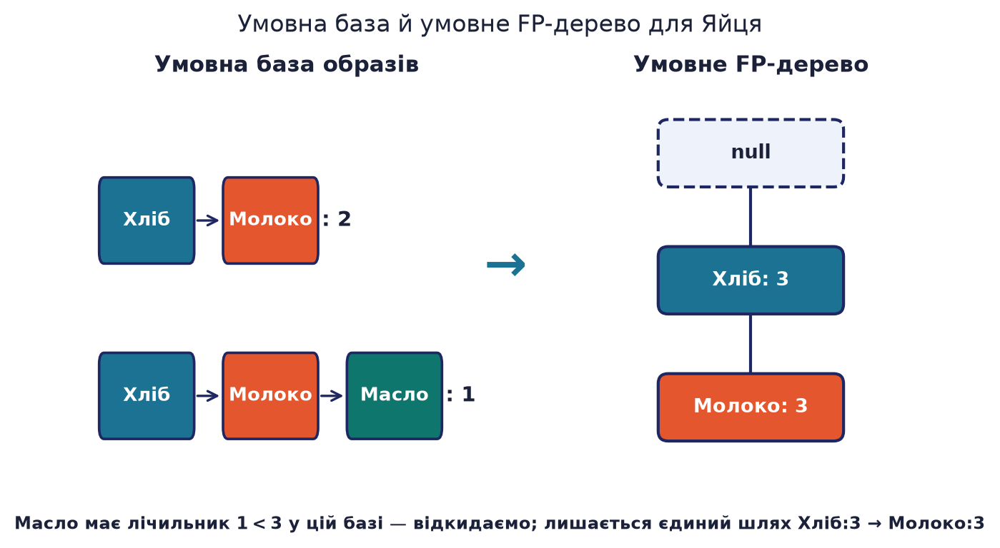 Умовна база й умовне FP-дерево для Яйця
Умовна база образів
Умовне FP-дерево
null
Хліб → Молоко : 2
→
Хліб: 3
Хліб → Молоко → Масло : 1
Молоко: 3
Масло має лічильник 1 < 3 у цій базі — відкидаємо; лишається єдиний шлях Хліб:3 → Молоко:3